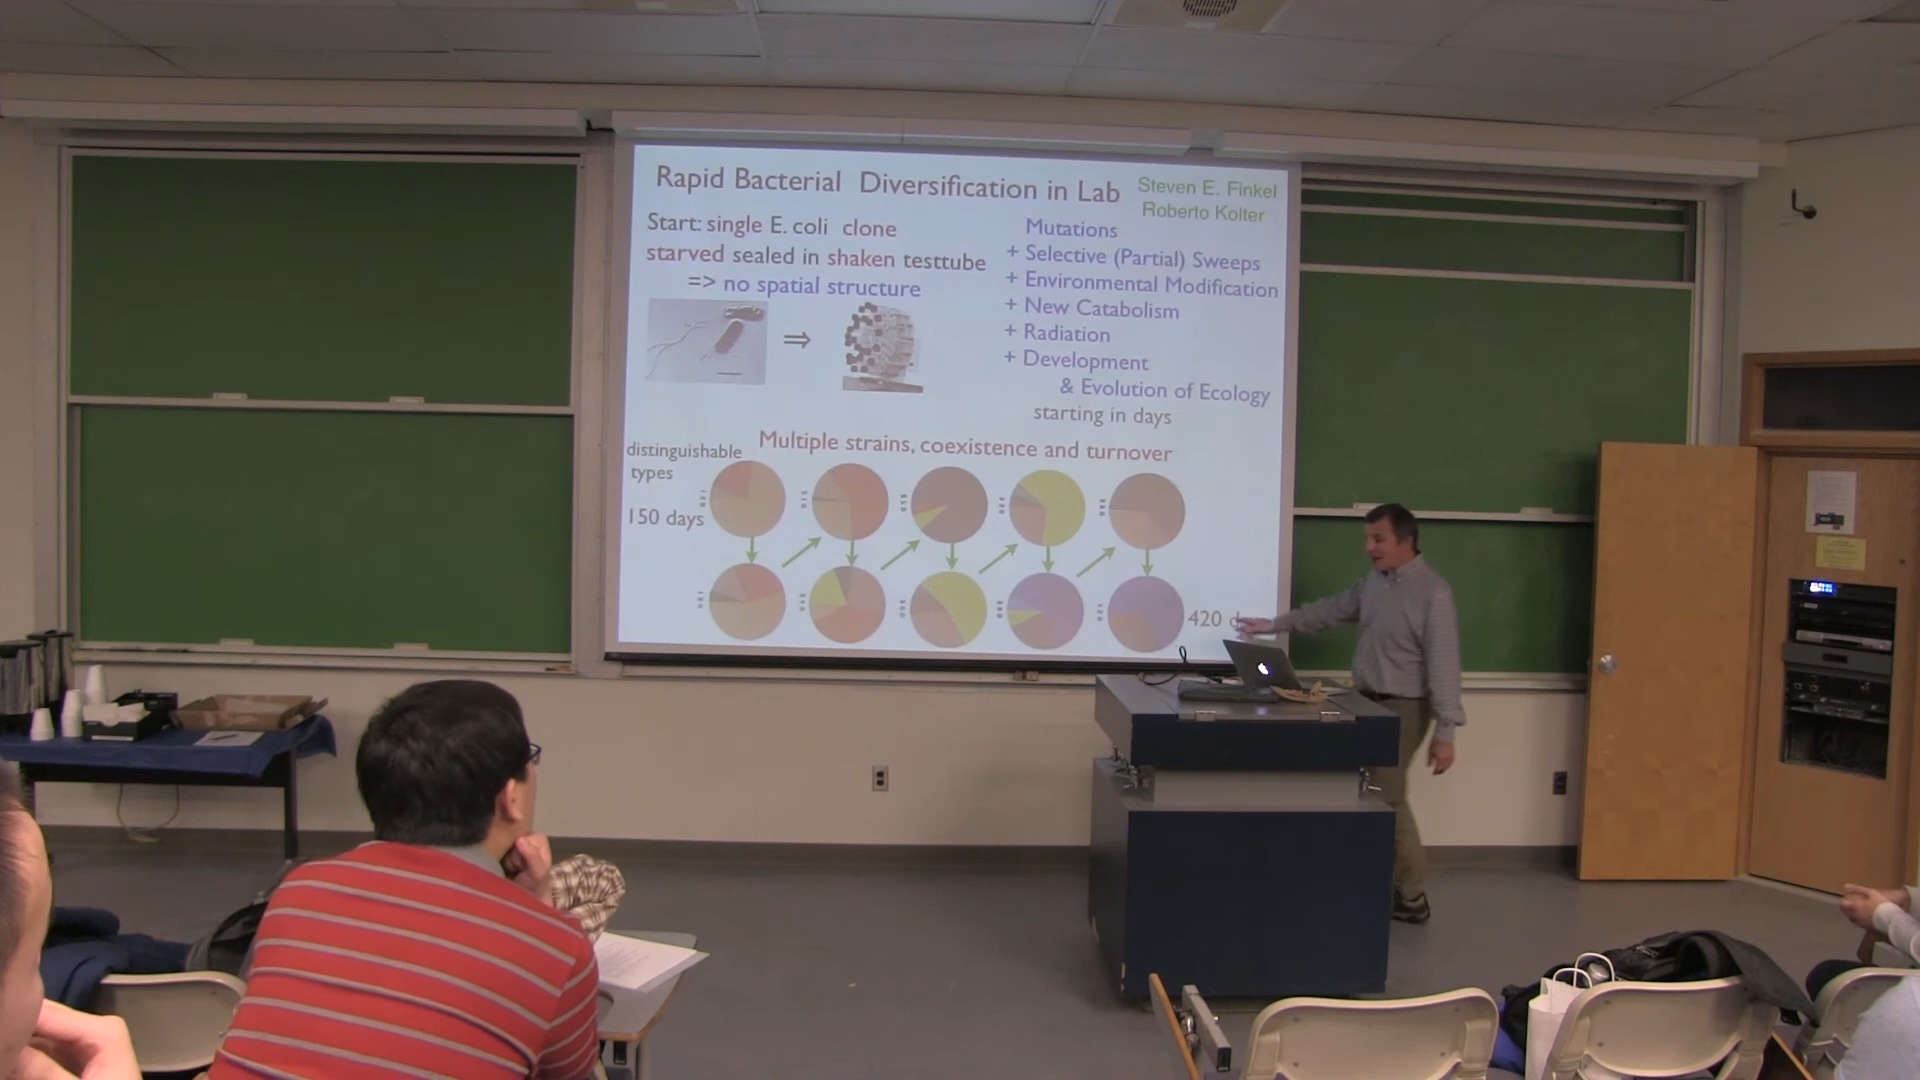 Rapid Bacterial Diversification in Lab
Steven E. Finkel
Roberto Kolter
Start: single E. coli clone
starved sealed in shaken testtube
=> no spatial structure
⇒
Mutations
+ Selective (Partial) Sweeps
+ Environmental Modification
+ New Catabolism
+ Radiation
+ Development
& Evolution of Ecology
starting in days
Multiple strains, coexistence and turnover
distinguishable
types
150 days
420